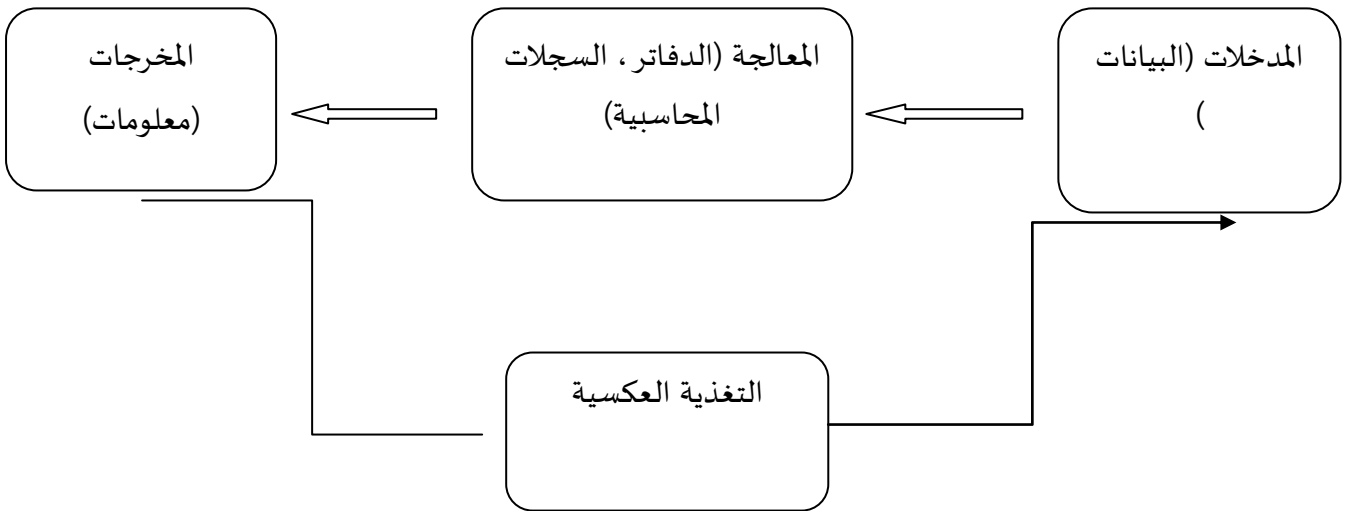 المدخلات (البيانات
)
المعالجة (الدفاتر ، السجلات
المحاسبية)
المخرجات
(معلومات)
التغذية العكسية